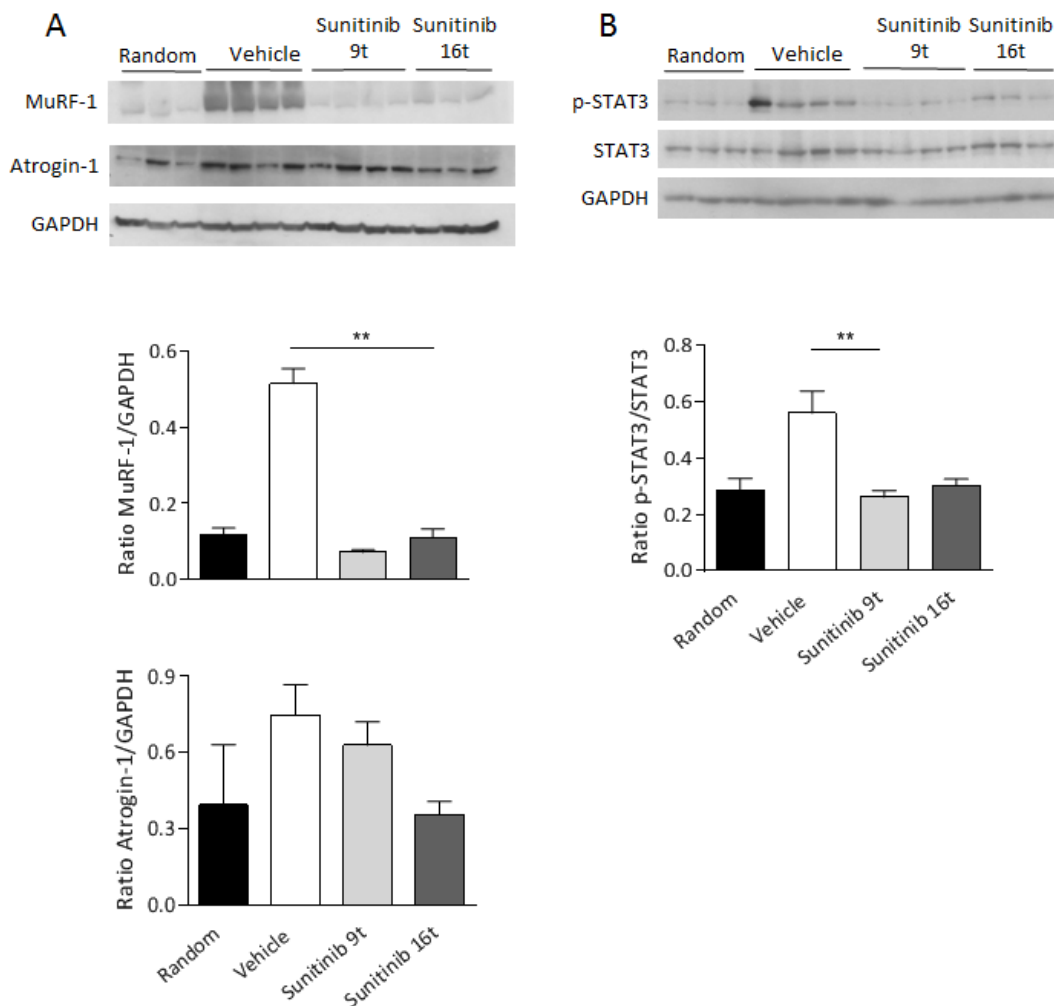 A
Random
Vehicle
Sunitinib
9t
Sunitinib
16t
MuRF-1
Atrogin-1
GAPDH
B
Random
Vehicle
Sunitinib
9t
Sunitinib
16t
p-STAT3
STAT3
GAPDH
Ratio MuRF-1/GAPDH
0.6
0.4
0.2
0.0
**
Ratio p-STAT3/STAT3
0.8
0.6
0.4
0.2
0.0
**
Random
Vehicle
Sunitinib 9t
Sunitinib 16t
Ratio Atrogin-1/GAPDH
0.9
0.6
0.3
0.0
Random
Vehicle
Sunitinib 9t
Sunitinib 16t